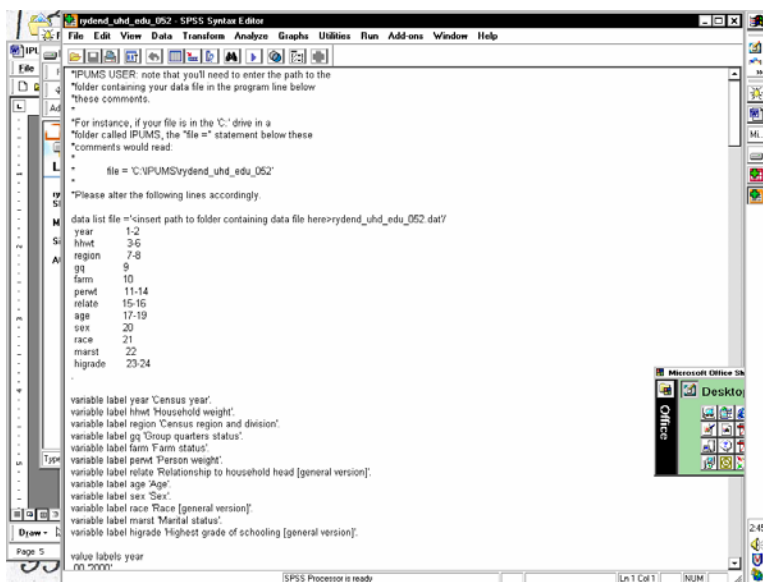 rydend_uhd_edu_052 - SPSS Syntax Editor
File Edit View Data Transform Analyze Graphs Utilities Run Add-ons Window Help
*IPUMS USER: note that you'll need to enter the path to the
*folder containing your data file in the program line below
*these comments.
*
*For instance, if your file is in the 'C:' drive in a
*folder called IPUMS, the "file =" statement below these
*comments would read:
*
* file = 'C:\IPUMS\rydend_uhd_edu_052'
*
*Please alter the following lines accordingly.
data list file ='<insert path to folder containing data file here>rydend_uhd_edu_052.dat'/
year 1-2
hhwt 3-6
region 7-8
gq 9
farm 10
perwt 11-14
relate 15-16
age 17-19
sex 20
race 21
marst 22
higrade 23-24
.
variable label year 'Census year'.
variable label hhwt 'Household weight'.
variable label region 'Census region and division'.
variable label gq 'Group quarters status'.
variable label farm 'Farm status'.
variable label perwt 'Person weight'.
variable label relate 'Relationship to household head [general version]'.
variable label age 'Age'.
variable label sex 'Sex'.
variable label race 'Race [general version]'.
variable label marst 'Marital status'.
variable label higrade 'Highest grade of schooling [general version]'.
value labels year
00 '2000'
SPSS Processor is ready
Ln 1 Col 1
NUM
File
Draw
Page 5
Microsoft Office Sh
Desktop
Office
2:45